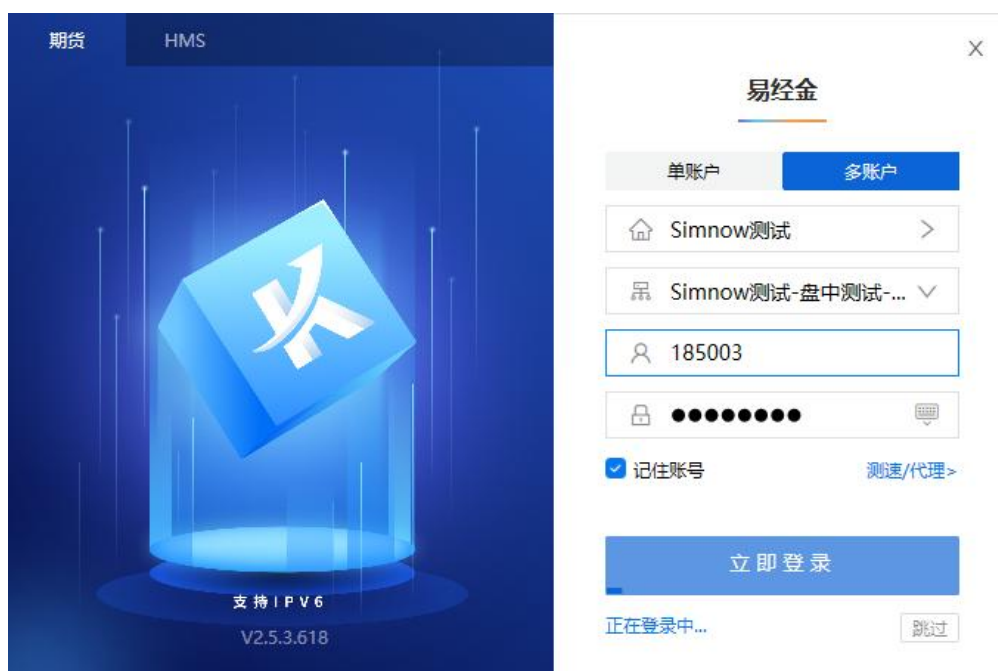 期货 HMS
支持IPV6
V2.5.3.618
易经金
单账户 多账户
Simnow测试
Simnow测试-盘中测试-...
185003
●●●●●●●●
记住账号 测速/代理>
立即登录
正在登录中... 跳过